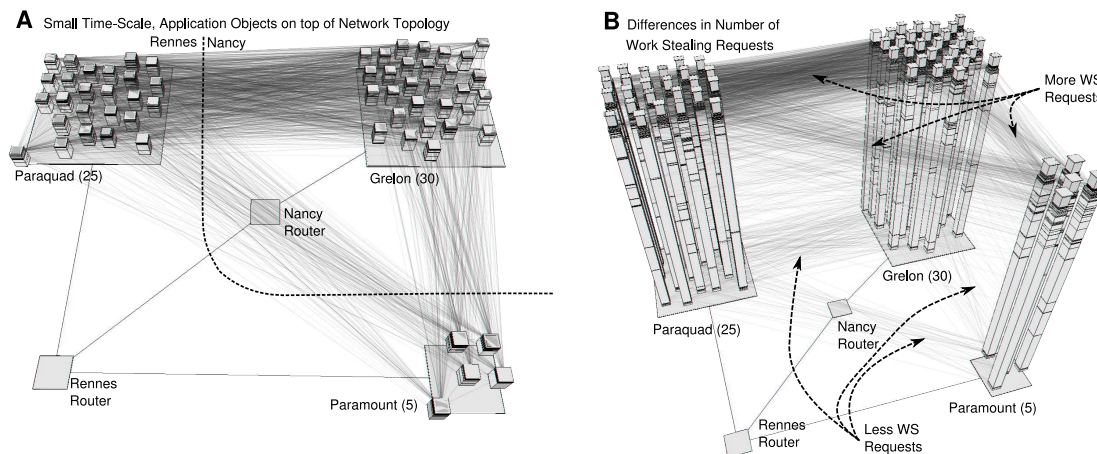 A Small Time-Scale, Application Objects on top of Network Topology
Rennes Nancy
Paraquad (25)
Grelon (30)
Nancy
Router
Rennes
Router
Paramount (5)
B Differences in Number of
Work Stealing Requests
More WS
Requests
Grelon (30)
Paraquad (25)
Nancy
Router
Paramount (5)
Rennes
Router
Less WS
Requests